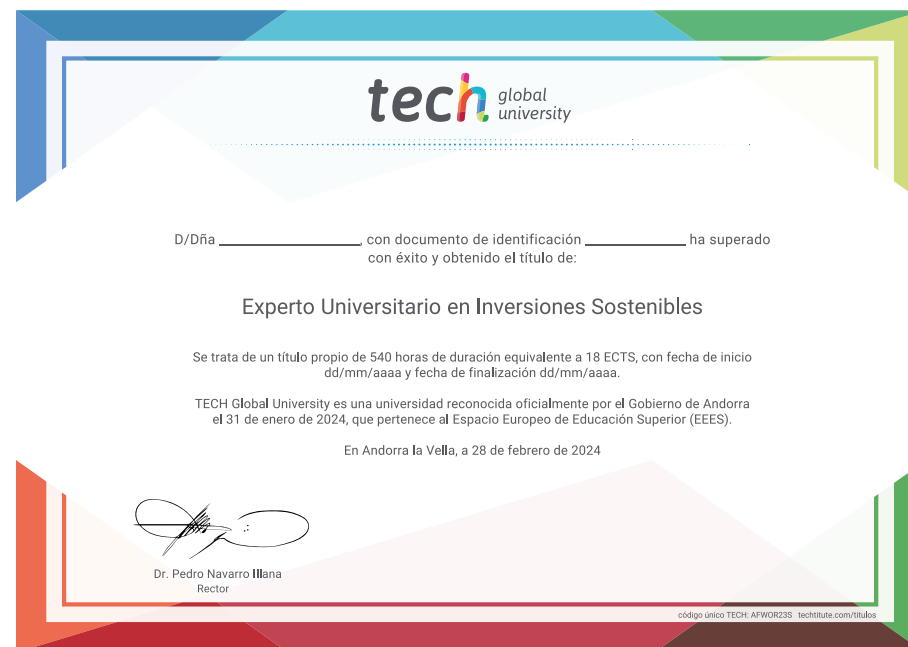 tech global university
D/Dña ______________, con documento de identificación __________ ha superado
con éxito y obtenido el título de:
Experto Universitario en Inversiones Sostenibles
Se trata de un título propio de 540 horas de duración equivalente a 18 ECTS, con fecha de inicio
dd/mm/aaaa y fecha de finalización dd/mm/aaaa.
TECH Global University es una universidad reconocida oficialmente por el Gobierno de Andorra
el 31 de enero de 2024, que pertenece al Espacio Europeo de Educación Superior (EEES).
En Andorra la Vella, a 28 de febrero de 2024
Dr. Pedro Navarro Illana
Rector
código único TECH: AFWOR23S techtitute.com/titulos